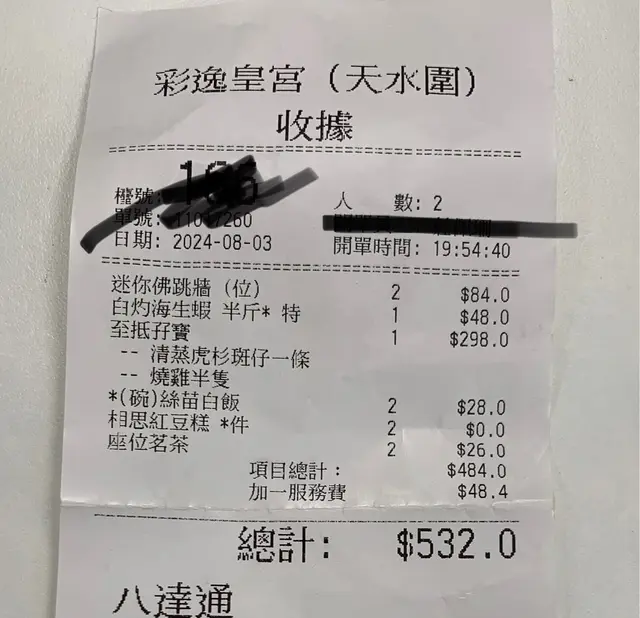 彩逸皇宮 (天水圍)
收據
檯號:
單號: 人 數: 2
日期: 2024-08-03 開單時間: 19:54:40
迷你佛跳牆 (位) 2 $84.0
白灼海生蝦 半斤* 特 1 $48.0
至抵孖寶 1 $298.0
-- 清蒸虎杉斑仔一條
-- 燒雞半隻
*(碗)絲苗白飯 2 $28.0
相思紅豆糕 *件 2 $0.0
座位茗茶 2 $26.0
項目總計: $484.0
加一服務費 $48.4
總計: $532.0
八達通